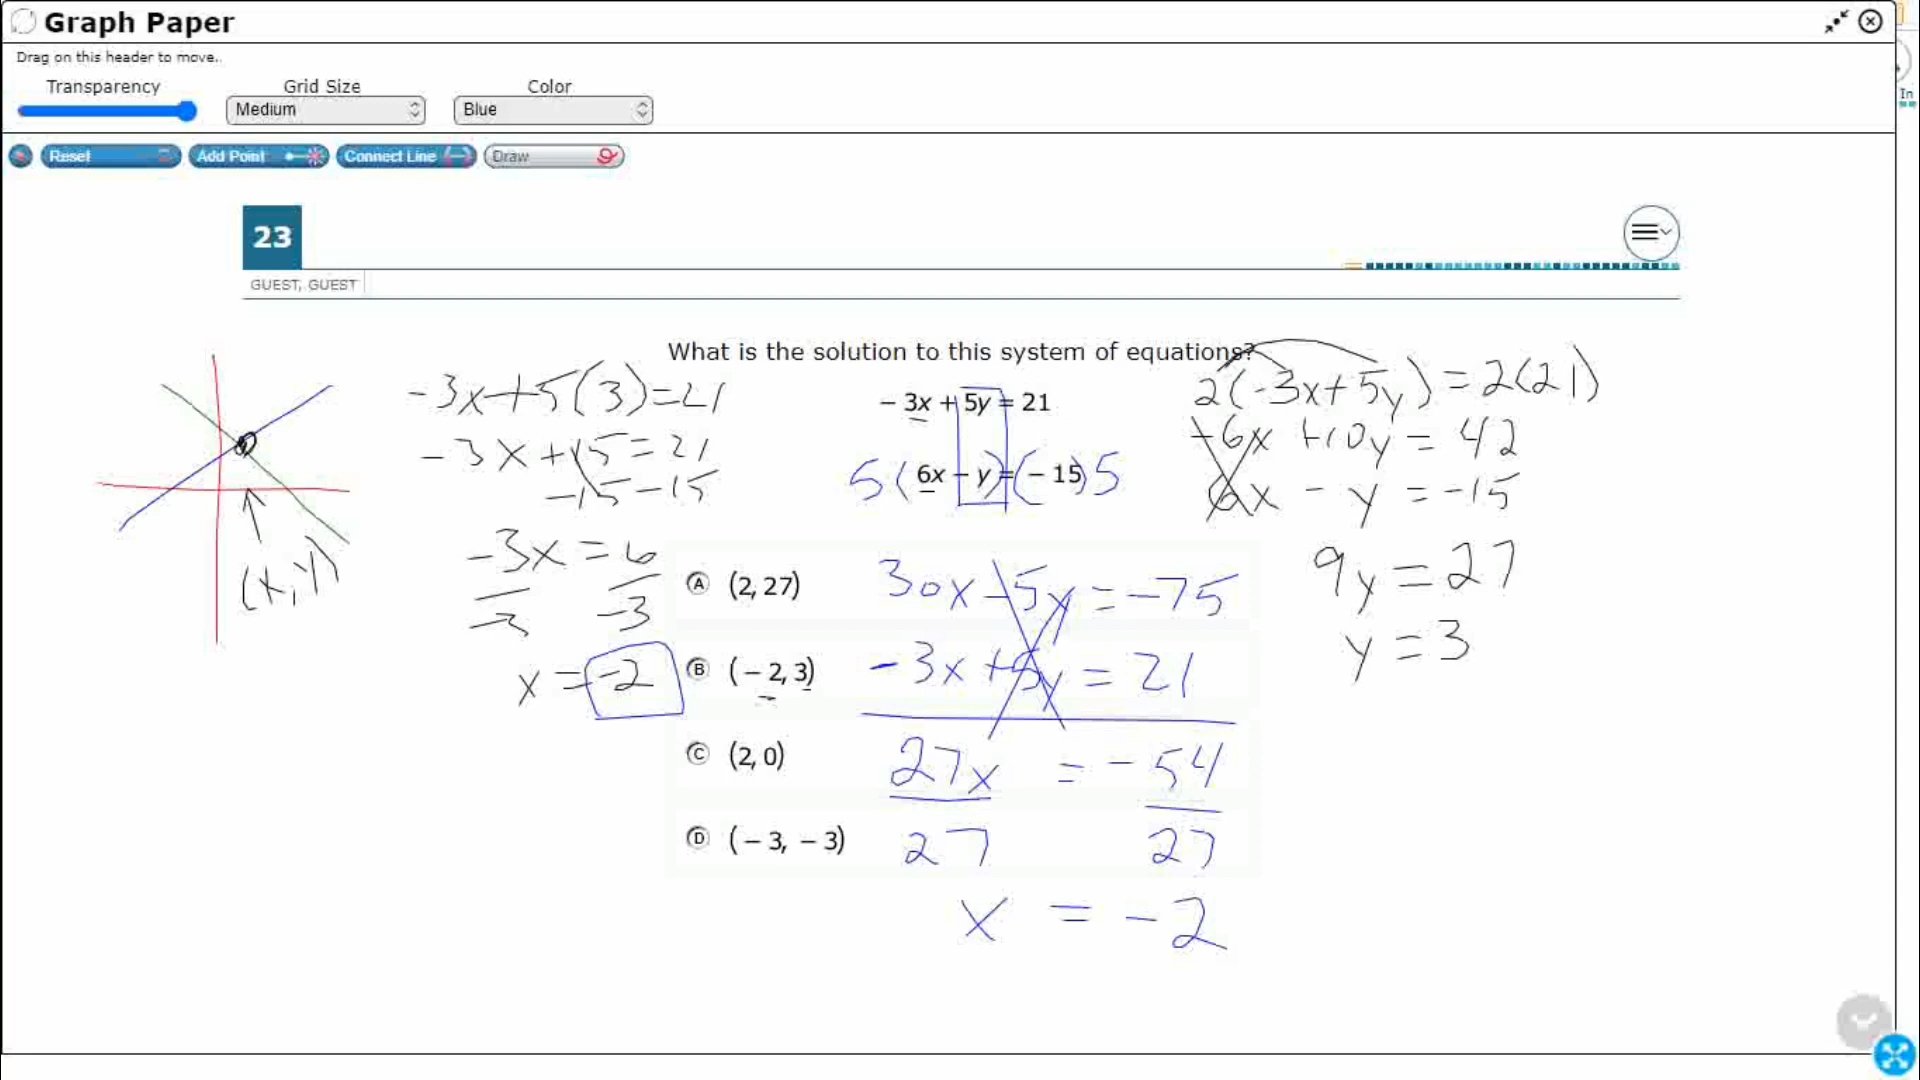 Graph Paper
Drag on this header to move..
Transparency
Grid Size
Color
Medium
Blue
Reset
Add Point
Connect Line
Draw
In
23
GUEST, GUEST
What is the solution to this system of equations?
− 3x + 5y = 21
5(6x − y) = (− 15)5
A (2, 27)
B (− 2, 3)
C (2, 0)
D (− 3, − 3)
(x,y)
-3x+5(3)=21
-3x+15=21
-15-15
-3x=6
-3 -3
x=-2
30x-5y=-75
-3x+5y=21
27x = -54
27 27
x = -2
2(-3x+5y)=2(21)
-6x+10y=42
6x-y=-15
9y=27
y=3